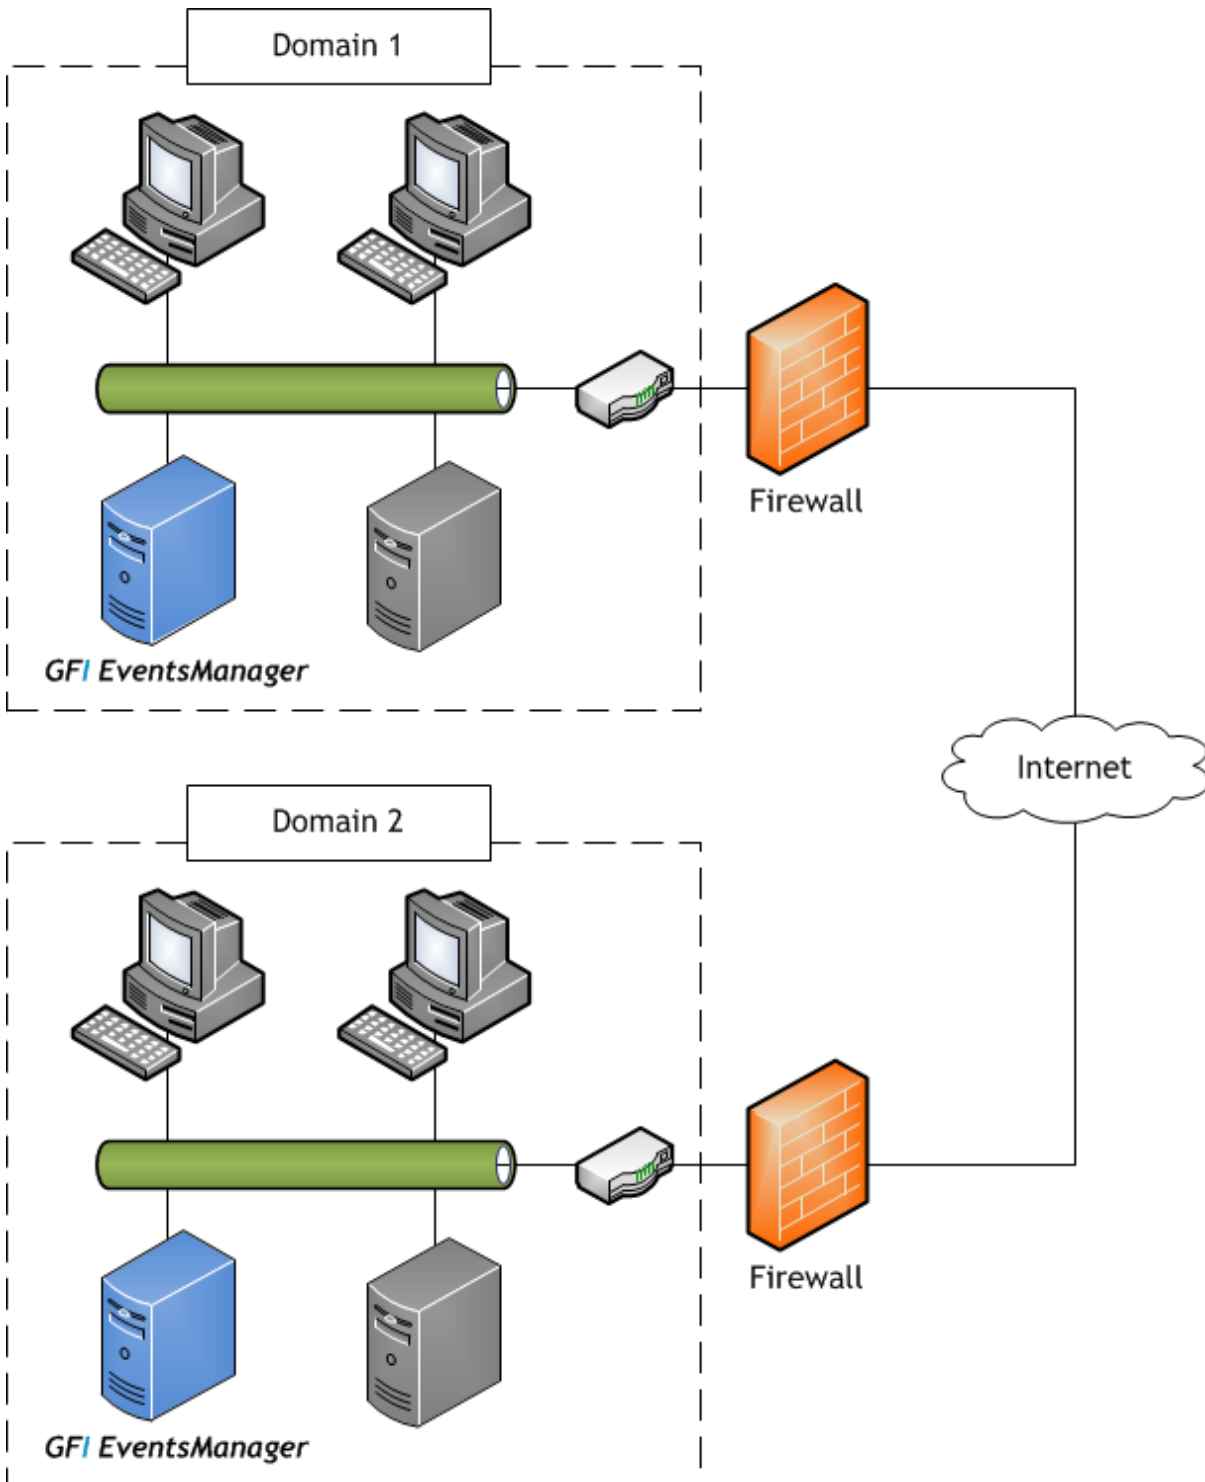 Domain 1
Firewall
GFI EventsManager
Internet
Domain 2
Firewall
GFI EventsManager